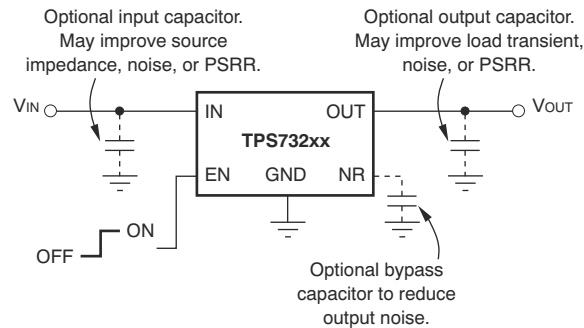 Optional input capacitor.
May improve source
impedance, noise, or PSRR.
Optional output capacitor.
May improve load transient,
noise, or PSRR.
VIN
IN
OUT
VOUT
TPS732xx
EN
GND
NR
ON
OFF
Optional bypass
capacitor to reduce
output noise.